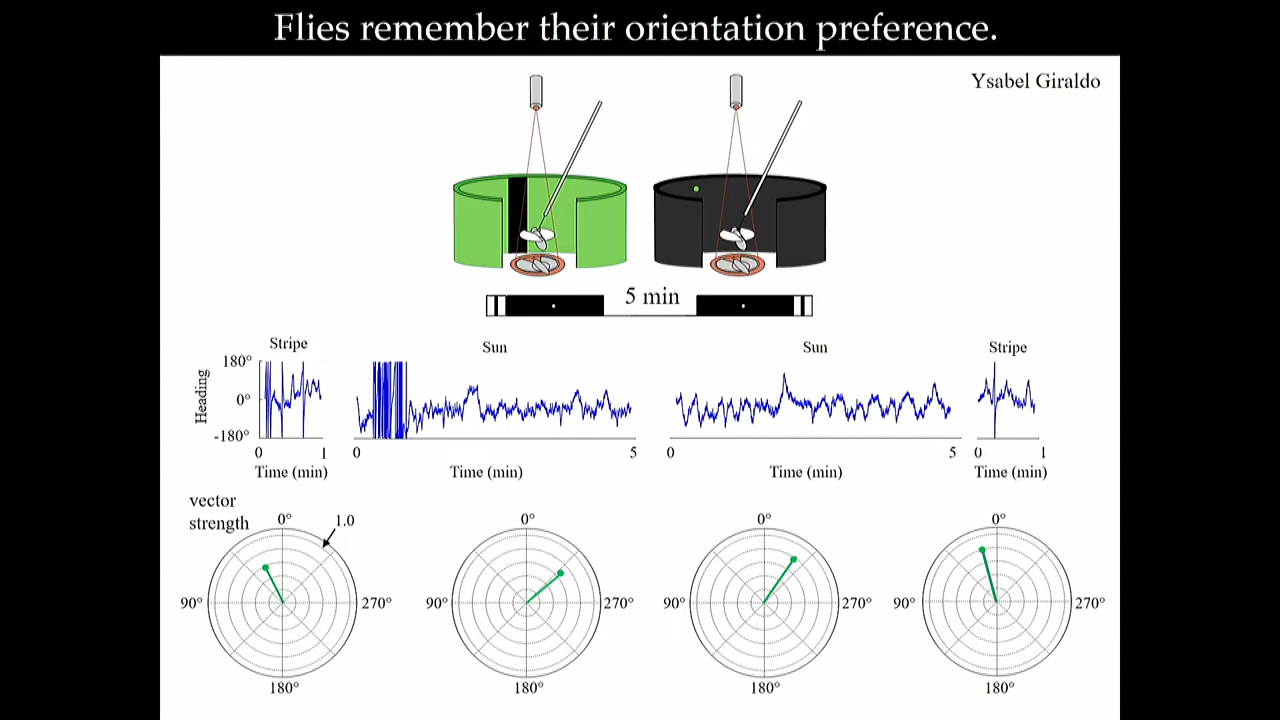 Flies remember their orientation preference.
Ysabel Giraldo
5 min
Stripe
Sun
Sun
Stripe
Heading
180°
0°
-180°
0 1
0 5
0 5
0 1
Time (min)
Time (min)
Time (min)
Time (min)
vector
strength
1.0
0°
90° 270°
180°
0°
90° 270°
180°
0°
90° 270°
180°
0°
90° 270°
180°